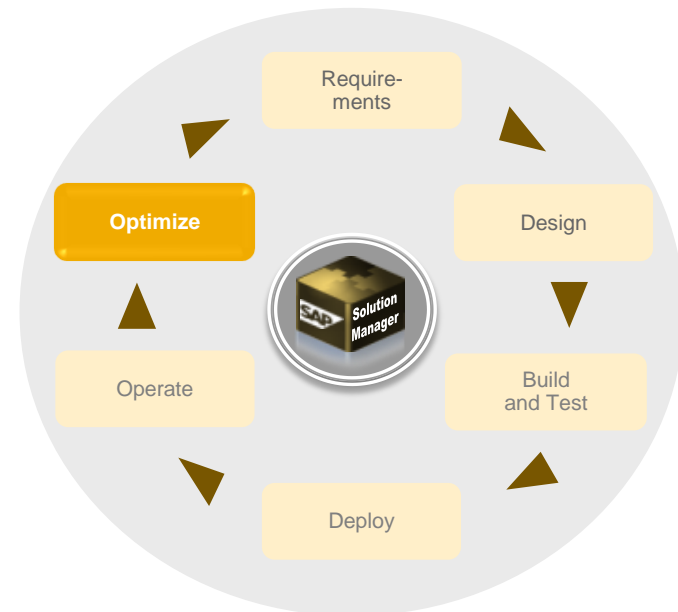 Require-
ments
Optimize
Design
SAP
Solution
Manager
Operate
Build
and Test
Deploy